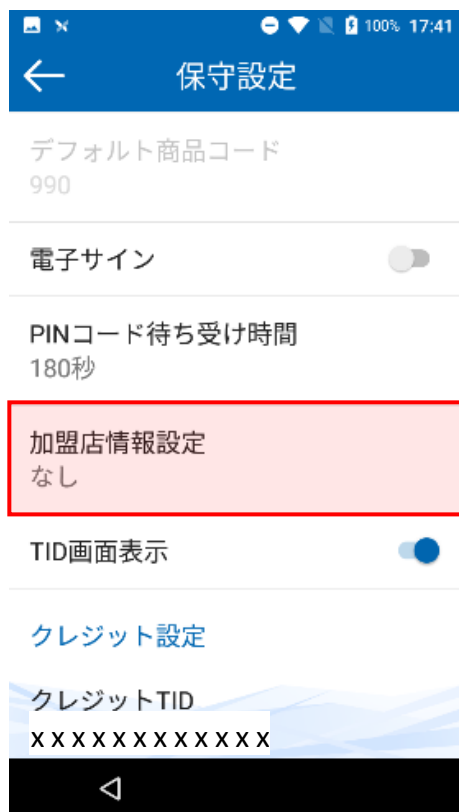 100% 17:41
保守設定
デフォルト商品コード
990
電子サイン
PINコード待ち受け時間
180秒
加盟店情報設定
なし
TID画面表示
クレジット設定
クレジットTID
x x x x x x x x x x x x